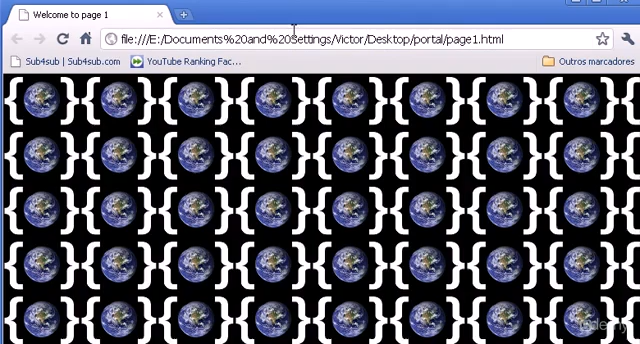 Welcome to page 1
file:///E:/Documents%20and%20Settings/Victor/Desktop/portal/page1.html
Sub4sub | Sub4sub.com YouTube Ranking Fac... Outros marcadores